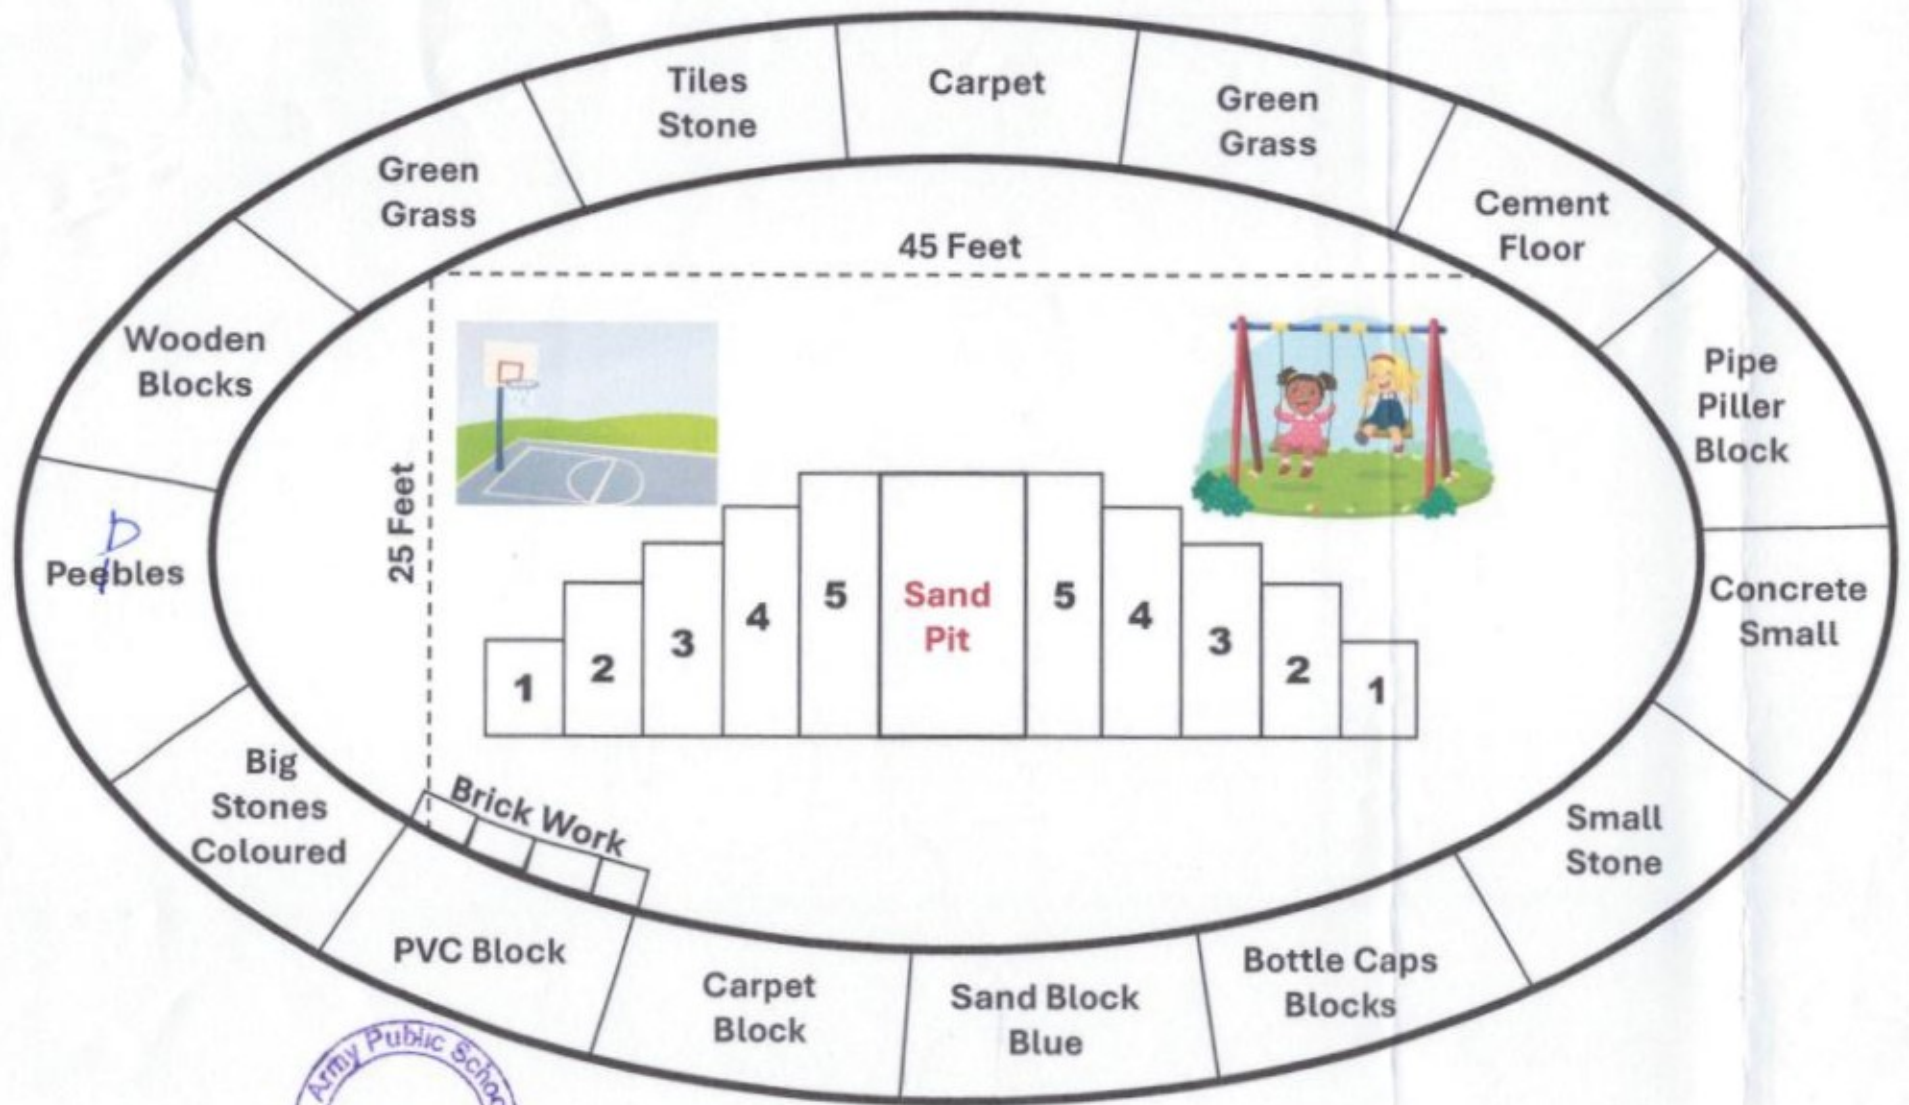 Tiles
Stone
Carpet
Green
Grass
Green
Grass
Cement
Floor
45 Feet
Wooden
Blocks
Pipe
Piller
Block
25 Feet
Peebles
P
Concrete
Small
1
2
3
4
5
Sand
Pit
5
4
3
2
1
Big
Stones
Coloured
Brick Work
Small
Stone
PVC Block
Carpet
Block
Sand Block
Blue
Bottle Caps
Blocks
Army Public School